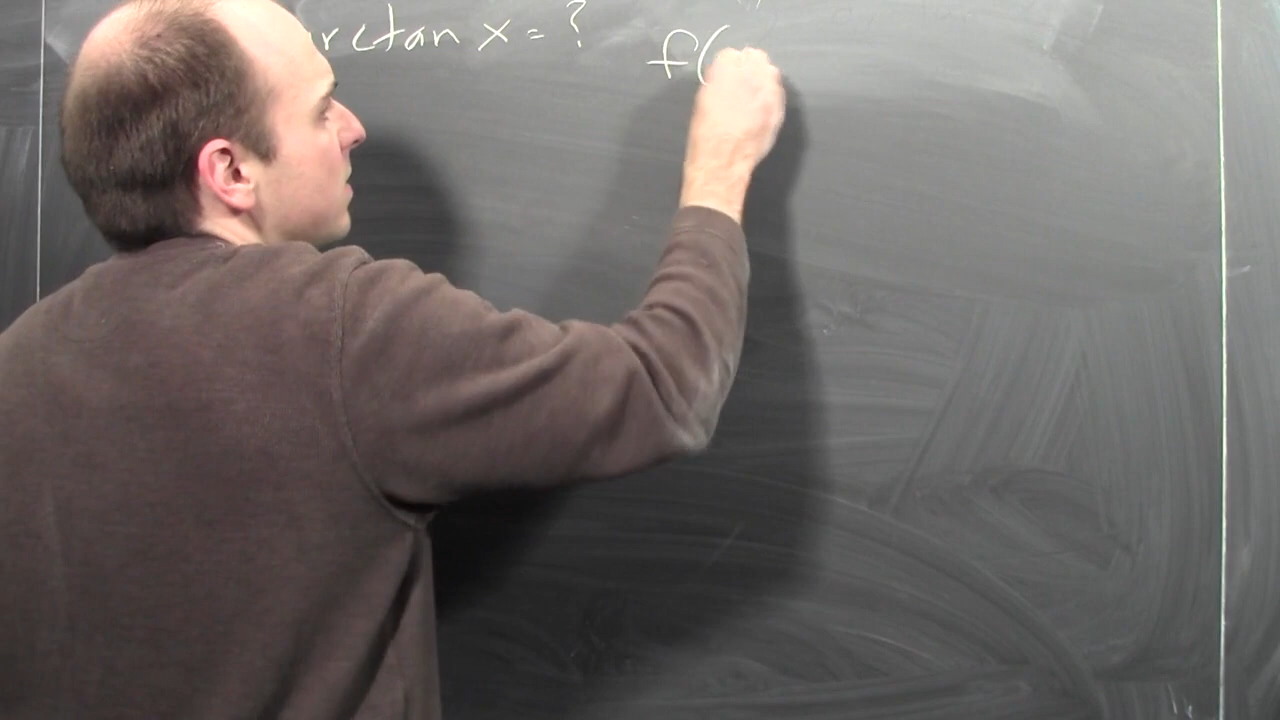 rctan x = ? f(